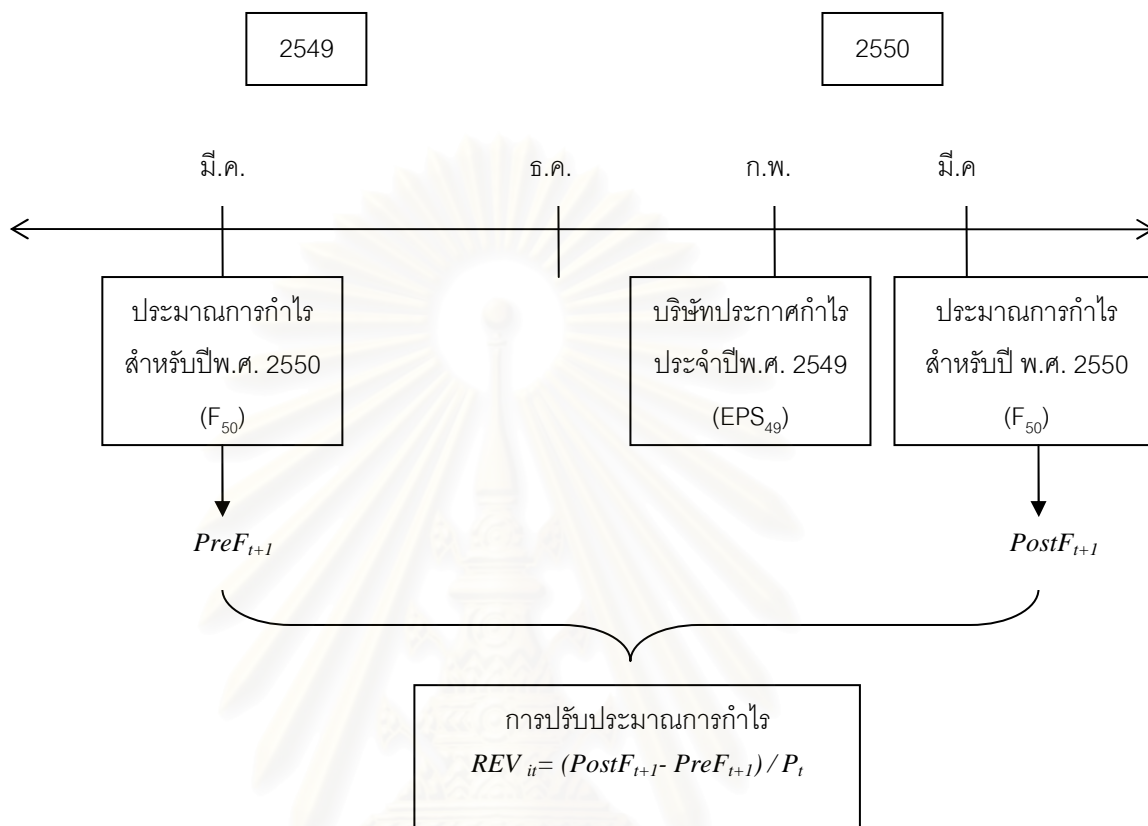 2549
2550
มี.ค.
ธ.ค.
ก.พ.
มี.ค
ประมาณการกำไร
สำหรับปีพ.ศ. 2550
(F50)
บริษัทประกาศกำไร
ประจำปีพ.ศ. 2549
(EPS49)
ประมาณการกำไร
สำหรับปี พ.ศ. 2550
(F50)
PreFt+1
PostFt+1
การปรับประมาณการกำไร
REV it= (PostFt+1- PreFt+1) / Pt